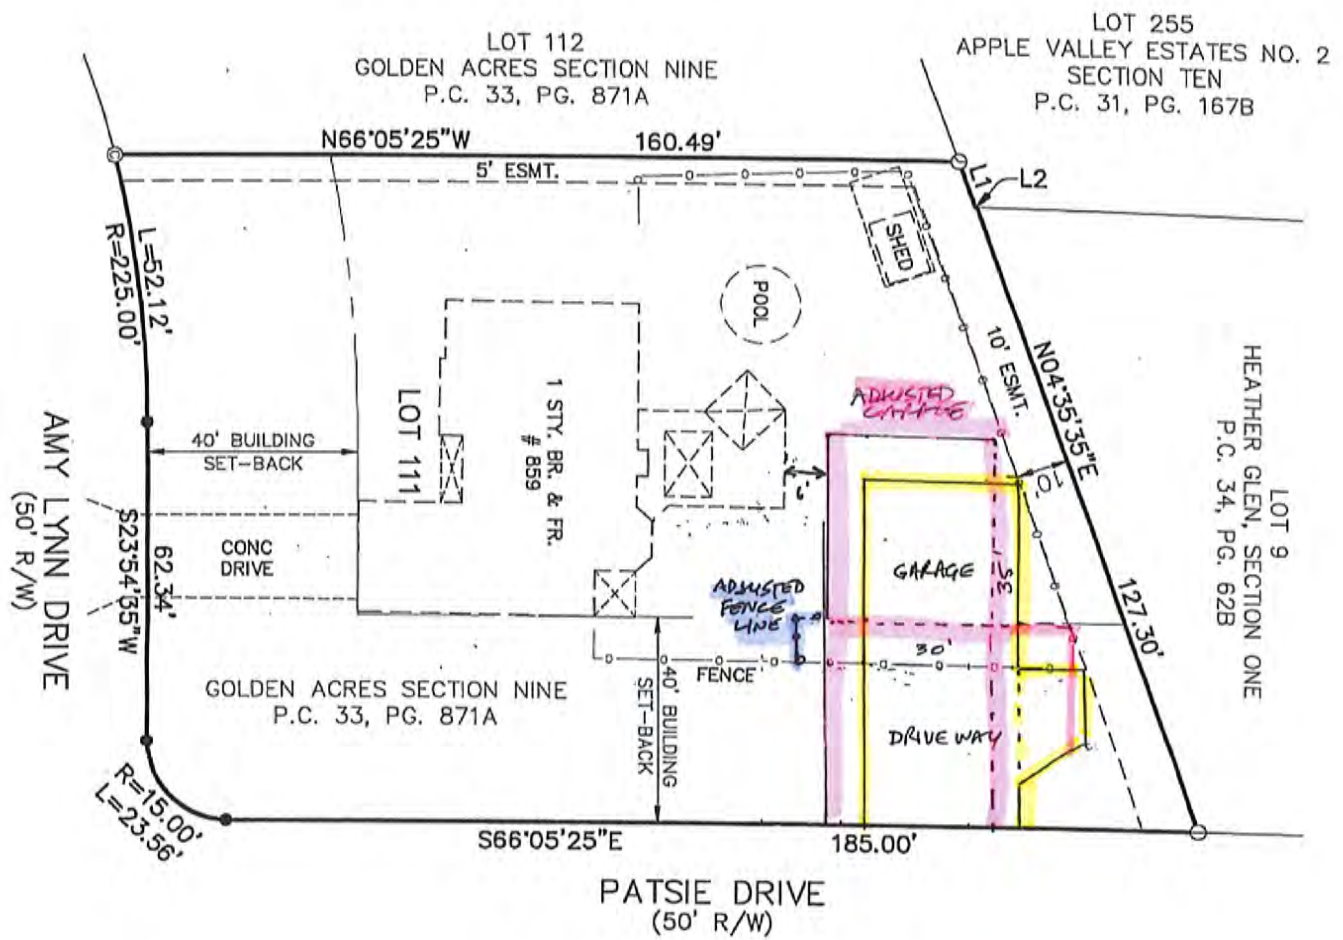 LOT 112
GOLDEN ACRES SECTION NINE
P.C. 33, PG. 871A
LOT 255
APPLE VALLEY ESTATES NO. 2
SECTION TEN
P.C. 31, PG. 167B
N66°05'25"W 160.49'
5' ESMT.
L1
L2
SHED
POOL
10' ESMT.
N04°35'35"E
127.30'
LOT 9
HEATHER GLEN, SECTION ONE
P.C. 34, PG. 62B
L=52.12'
R=225.00'
LOT 111
1 STY. BR. & FR.
# 859
ADJUSTED
GARAGE
40' BUILDING
SET-BACK
6'
10'
AMY LYNN DRIVE
(50' R/W)
S23°54'35"W
62.34'
CONC
DRIVE
GARAGE
35'
ADJUSTED
FENCE
LINE
30'
FENCE
40' BUILDING
SET-BACK
GOLDEN ACRES SECTION NINE
P.C. 33, PG. 871A
DRIVEWAY
R=15.00'
L=23.56'
S66°05'25"E 185.00'
PATSIE DRIVE
(50' R/W)